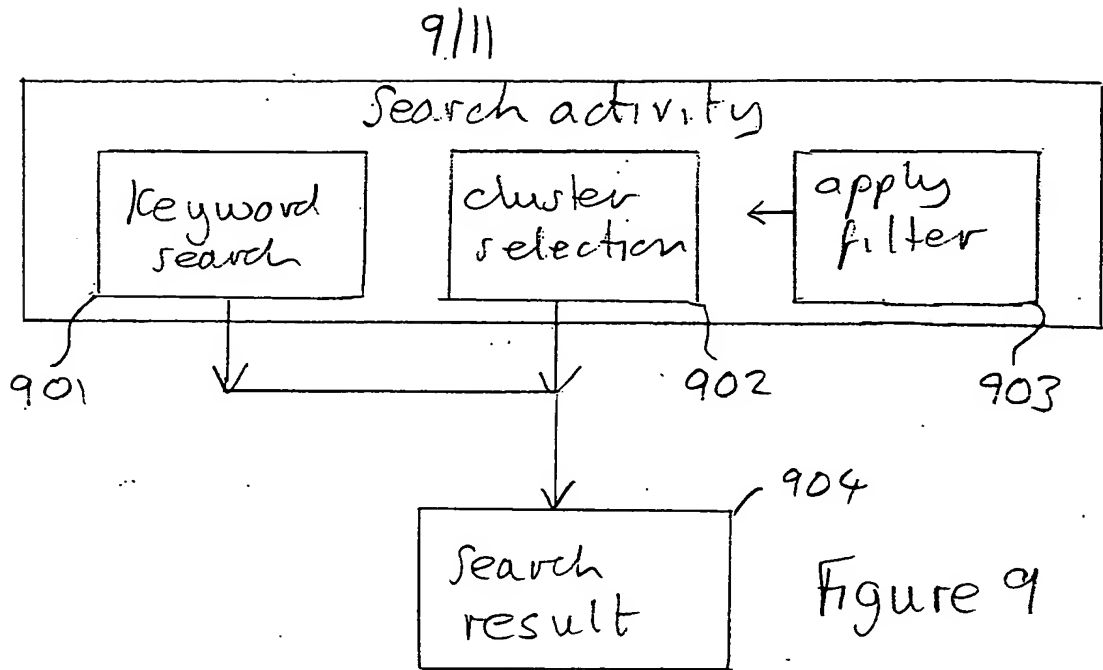 9/11
Search activity
Keyword
search
cluster
selection
apply
filter
901
902
903
904
Search
result
Figure 9